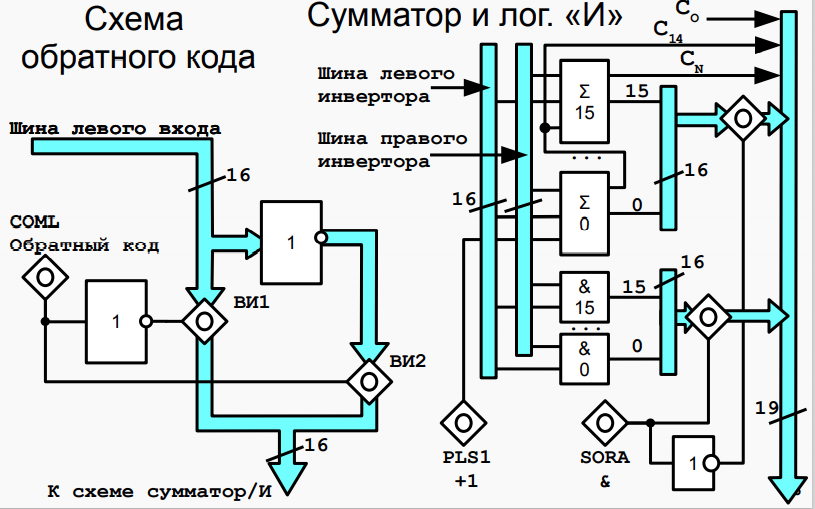 Схема
обратного кода
Шина левого входа
16
COML
Обратный код
1
1
ВИ1
ВИ2
16
К схеме сумматор/И
Сумматор и лог. «И»
C0
C14
CN
Шина левого
инвертора
Шина правого
инвертора
Σ
15
15
...
16
16
Σ
0
0
&
15
15
16
...
&
0
0
19
PLS1
+1
SORA
&
1